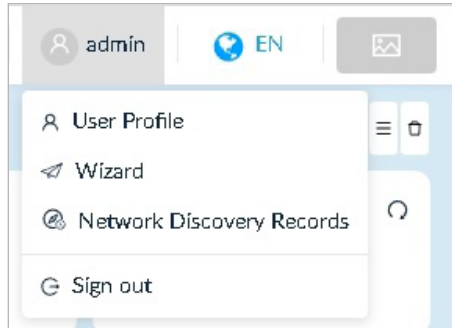 admin
EN
User Profile
Wizard
Network Discovery Records
Sign out